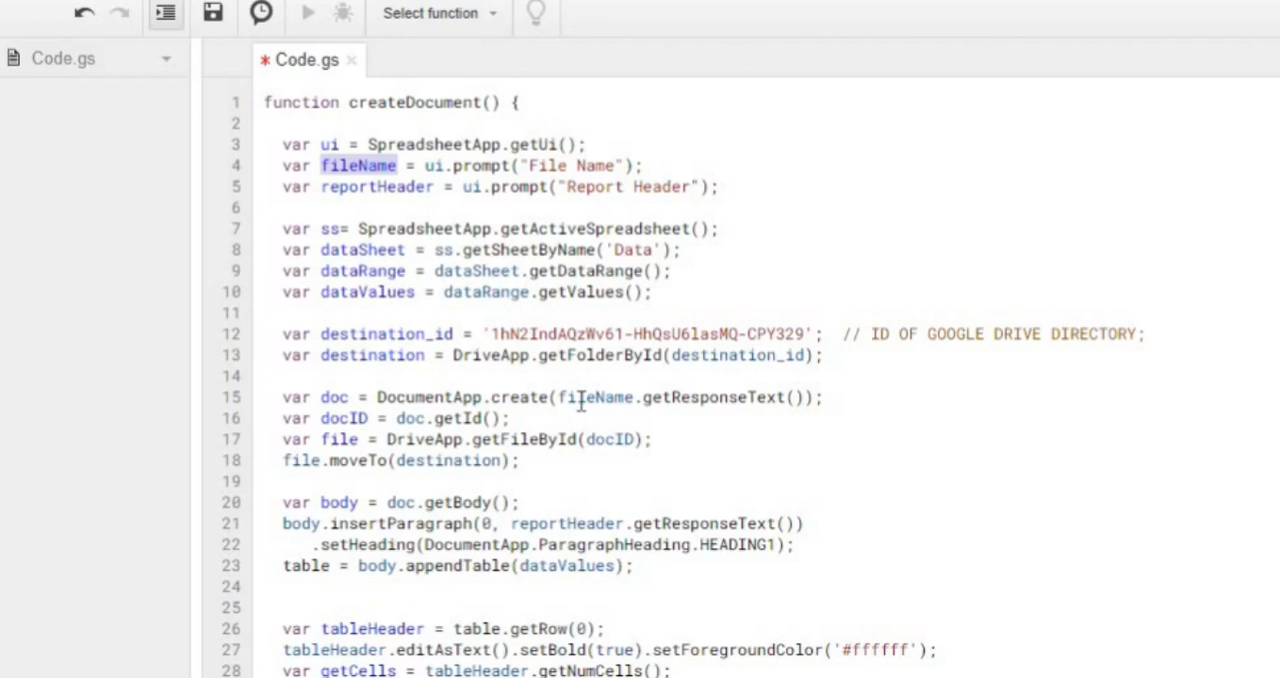 Select function
Code.gs
* Code.gs ×
1 function createDocument() {
2
3 var ui = SpreadsheetApp.getUi();
4 var fileName = ui.prompt("File Name");
5 var reportHeader = ui.prompt("Report Header");
6
7 var ss= SpreadsheetApp.getActiveSpreadsheet();
8 var dataSheet = ss.getSheetByName('Data');
9 var dataRange = dataSheet.getDataRange();
10 var dataValues = dataRange.getValues();
11
12 var destination_id = '1hN2IndAQzWv61-HhQsU6lasMQ-CPY329'; // ID OF GOOGLE DRIVE DIRECTORY;
13 var destination = DriveApp.getFolderById(destination_id);
14
15 var doc = DocumentApp.create(fileName.getResponseText());
16 var docID = doc.getId();
17 var file = DriveApp.getFileById(docID);
18 file.moveTo(destination);
19
20 var body = doc.getBody();
21 body.insertParagraph(0, reportHeader.getResponseText())
22 .setHeading(DocumentApp.ParagraphHeading.HEADING1);
23 table = body.appendTable(dataValues);
24
25
26 var tableHeader = table.getRow(0);
27 tableHeader.editAsText().setBold(true).setForegroundColor('#ffffff');
28 var getCells = tableHeader.getNumCells();